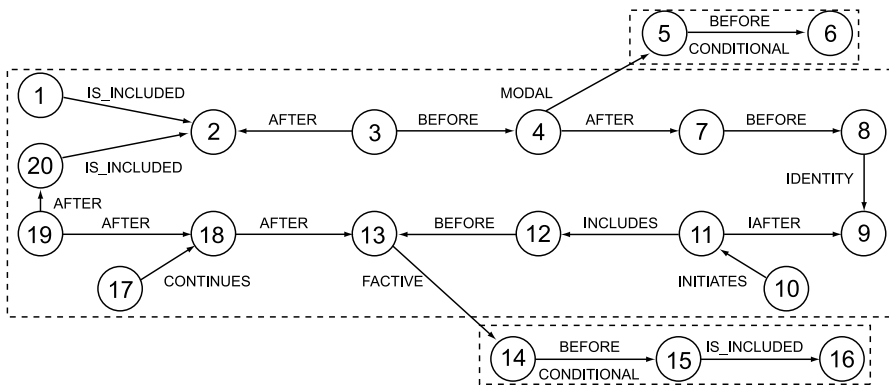 5 BEFORE 6
CONDITIONAL
MODAL
1 IS_INCLUDED
2 AFTER 3 BEFORE 4 AFTER 7 BEFORE 8
20 IS_INCLUDED
IDENTITY
AFTER
19 AFTER 18 AFTER 13 BEFORE 12 INCLUDES 11 IAFTER 9
17 CONTINUES FACTIVE INITIATES 10
14 BEFORE 15 IS_INCLUDED 16
CONDITIONAL